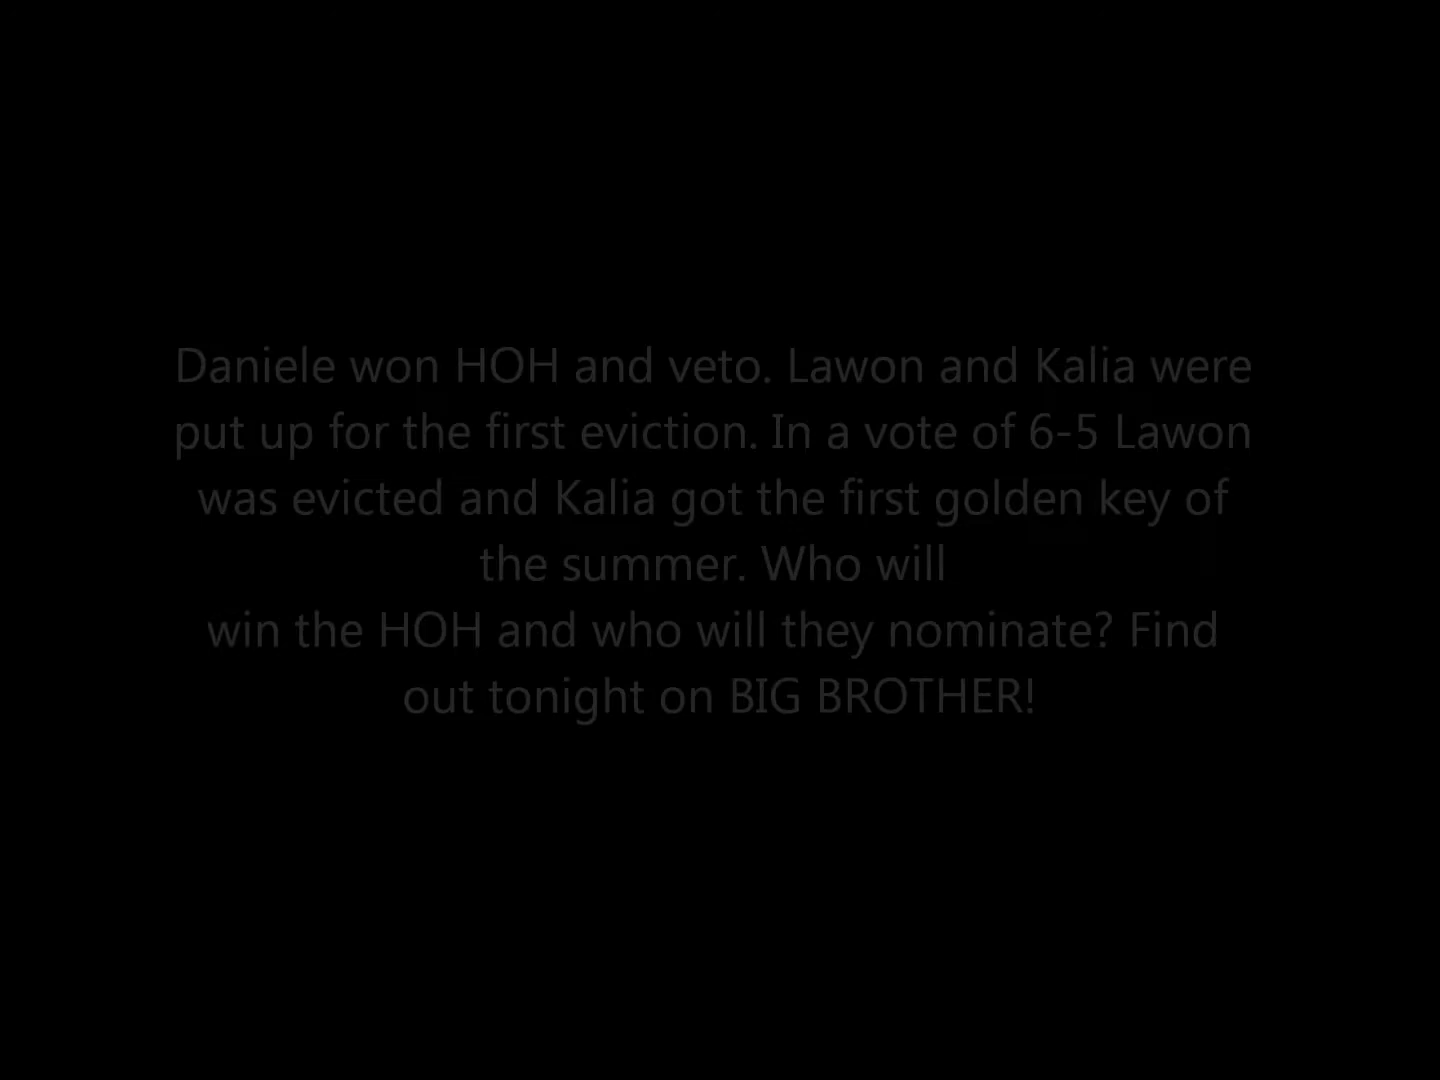 Daniele won HOH and veto. Lawon and Kalia were
put up for the first eviction. In a vote of 6-5 Lawon
was evicted and Kalia got the first golden key of
the summer. Who will
win the HOH and who will they nominate? Find
out tonight on BIG BROTHER!